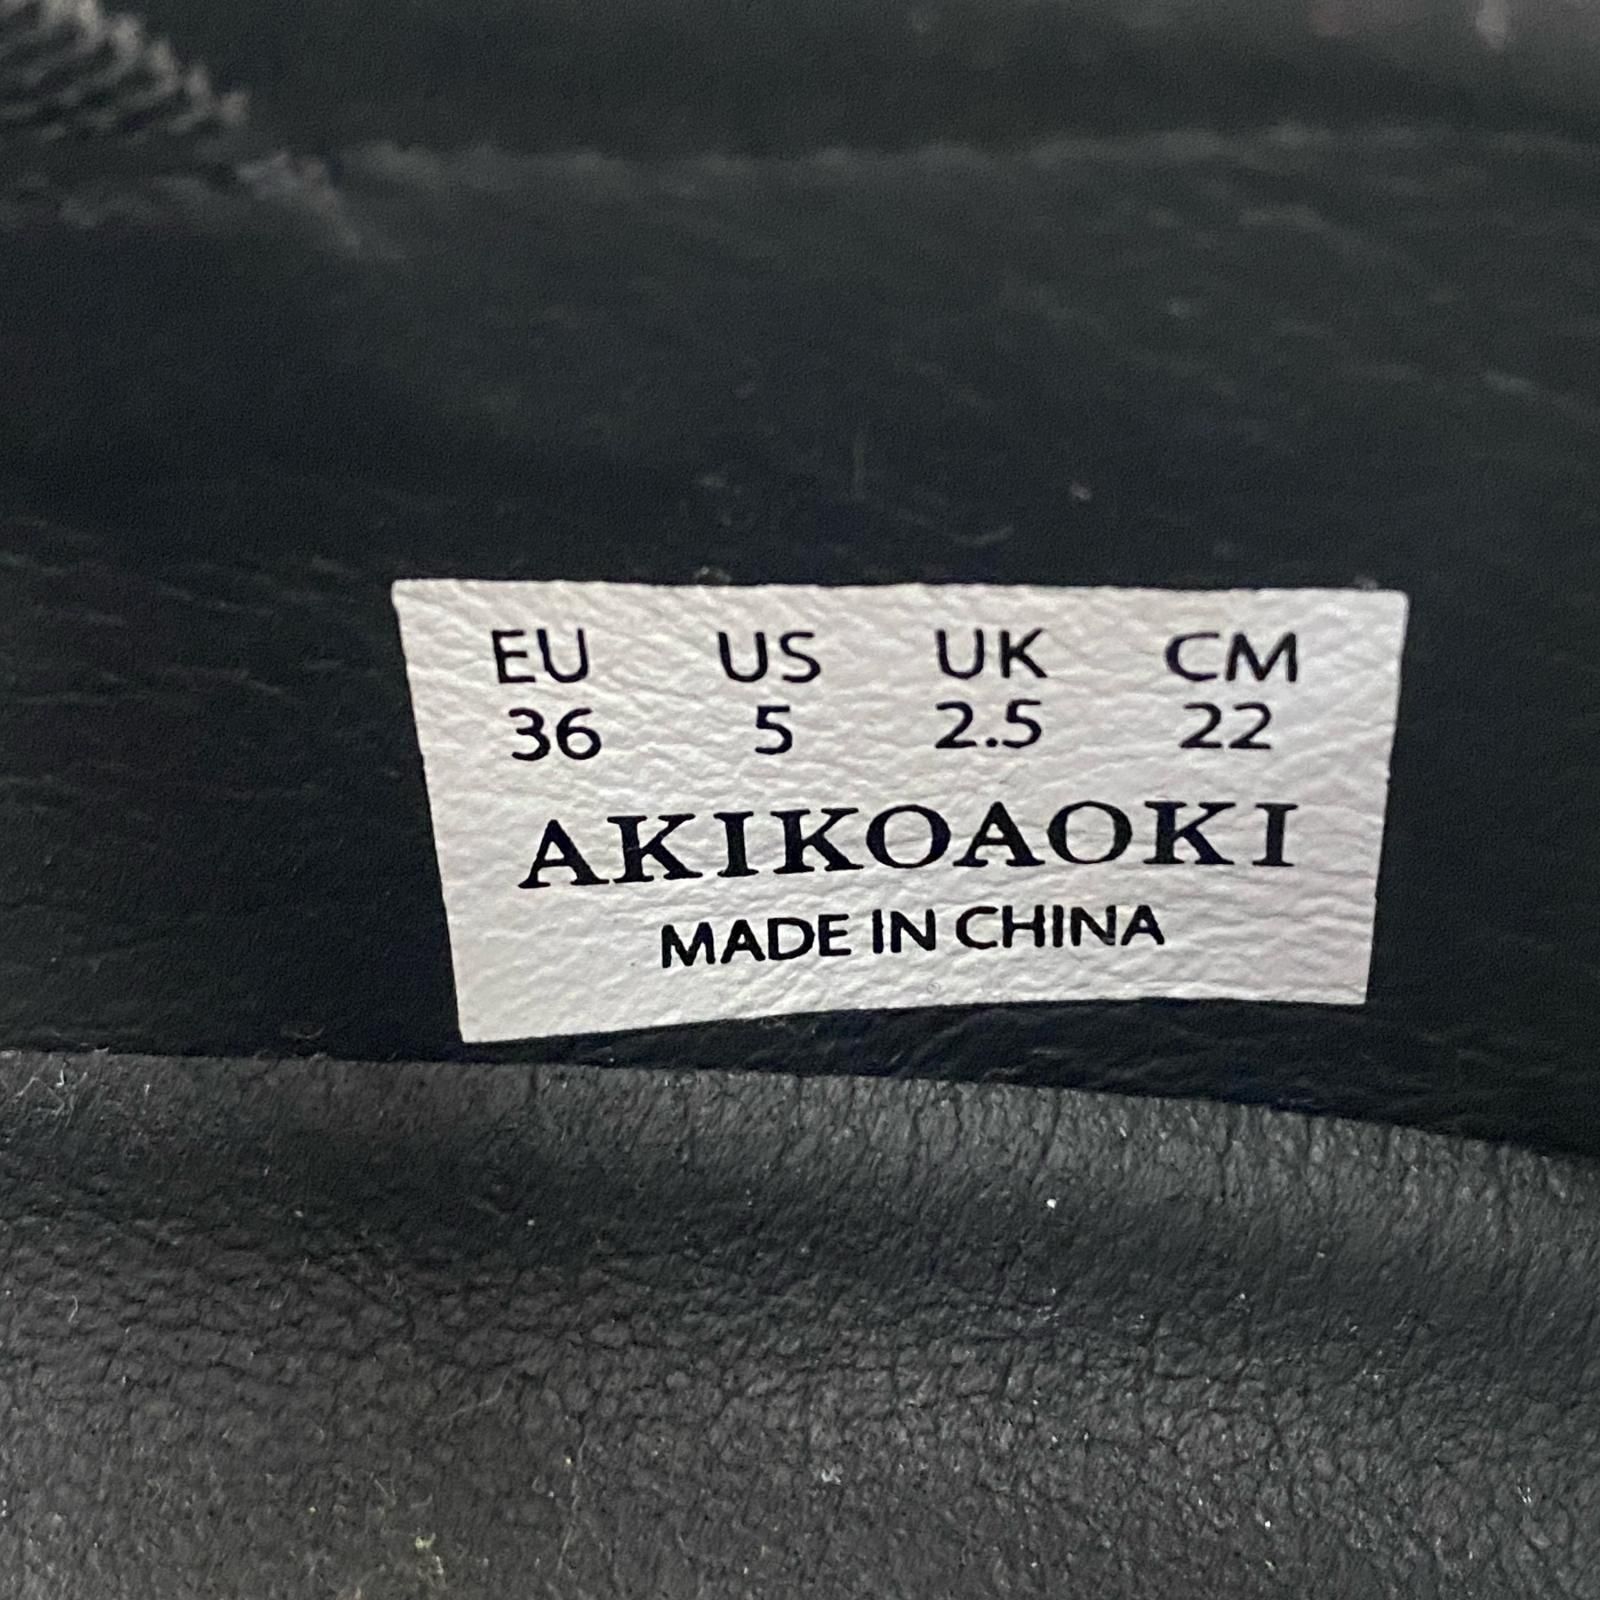 EU US UK CM
36 5 2.5 22
AKIKOAOKI
MADE IN CHINA